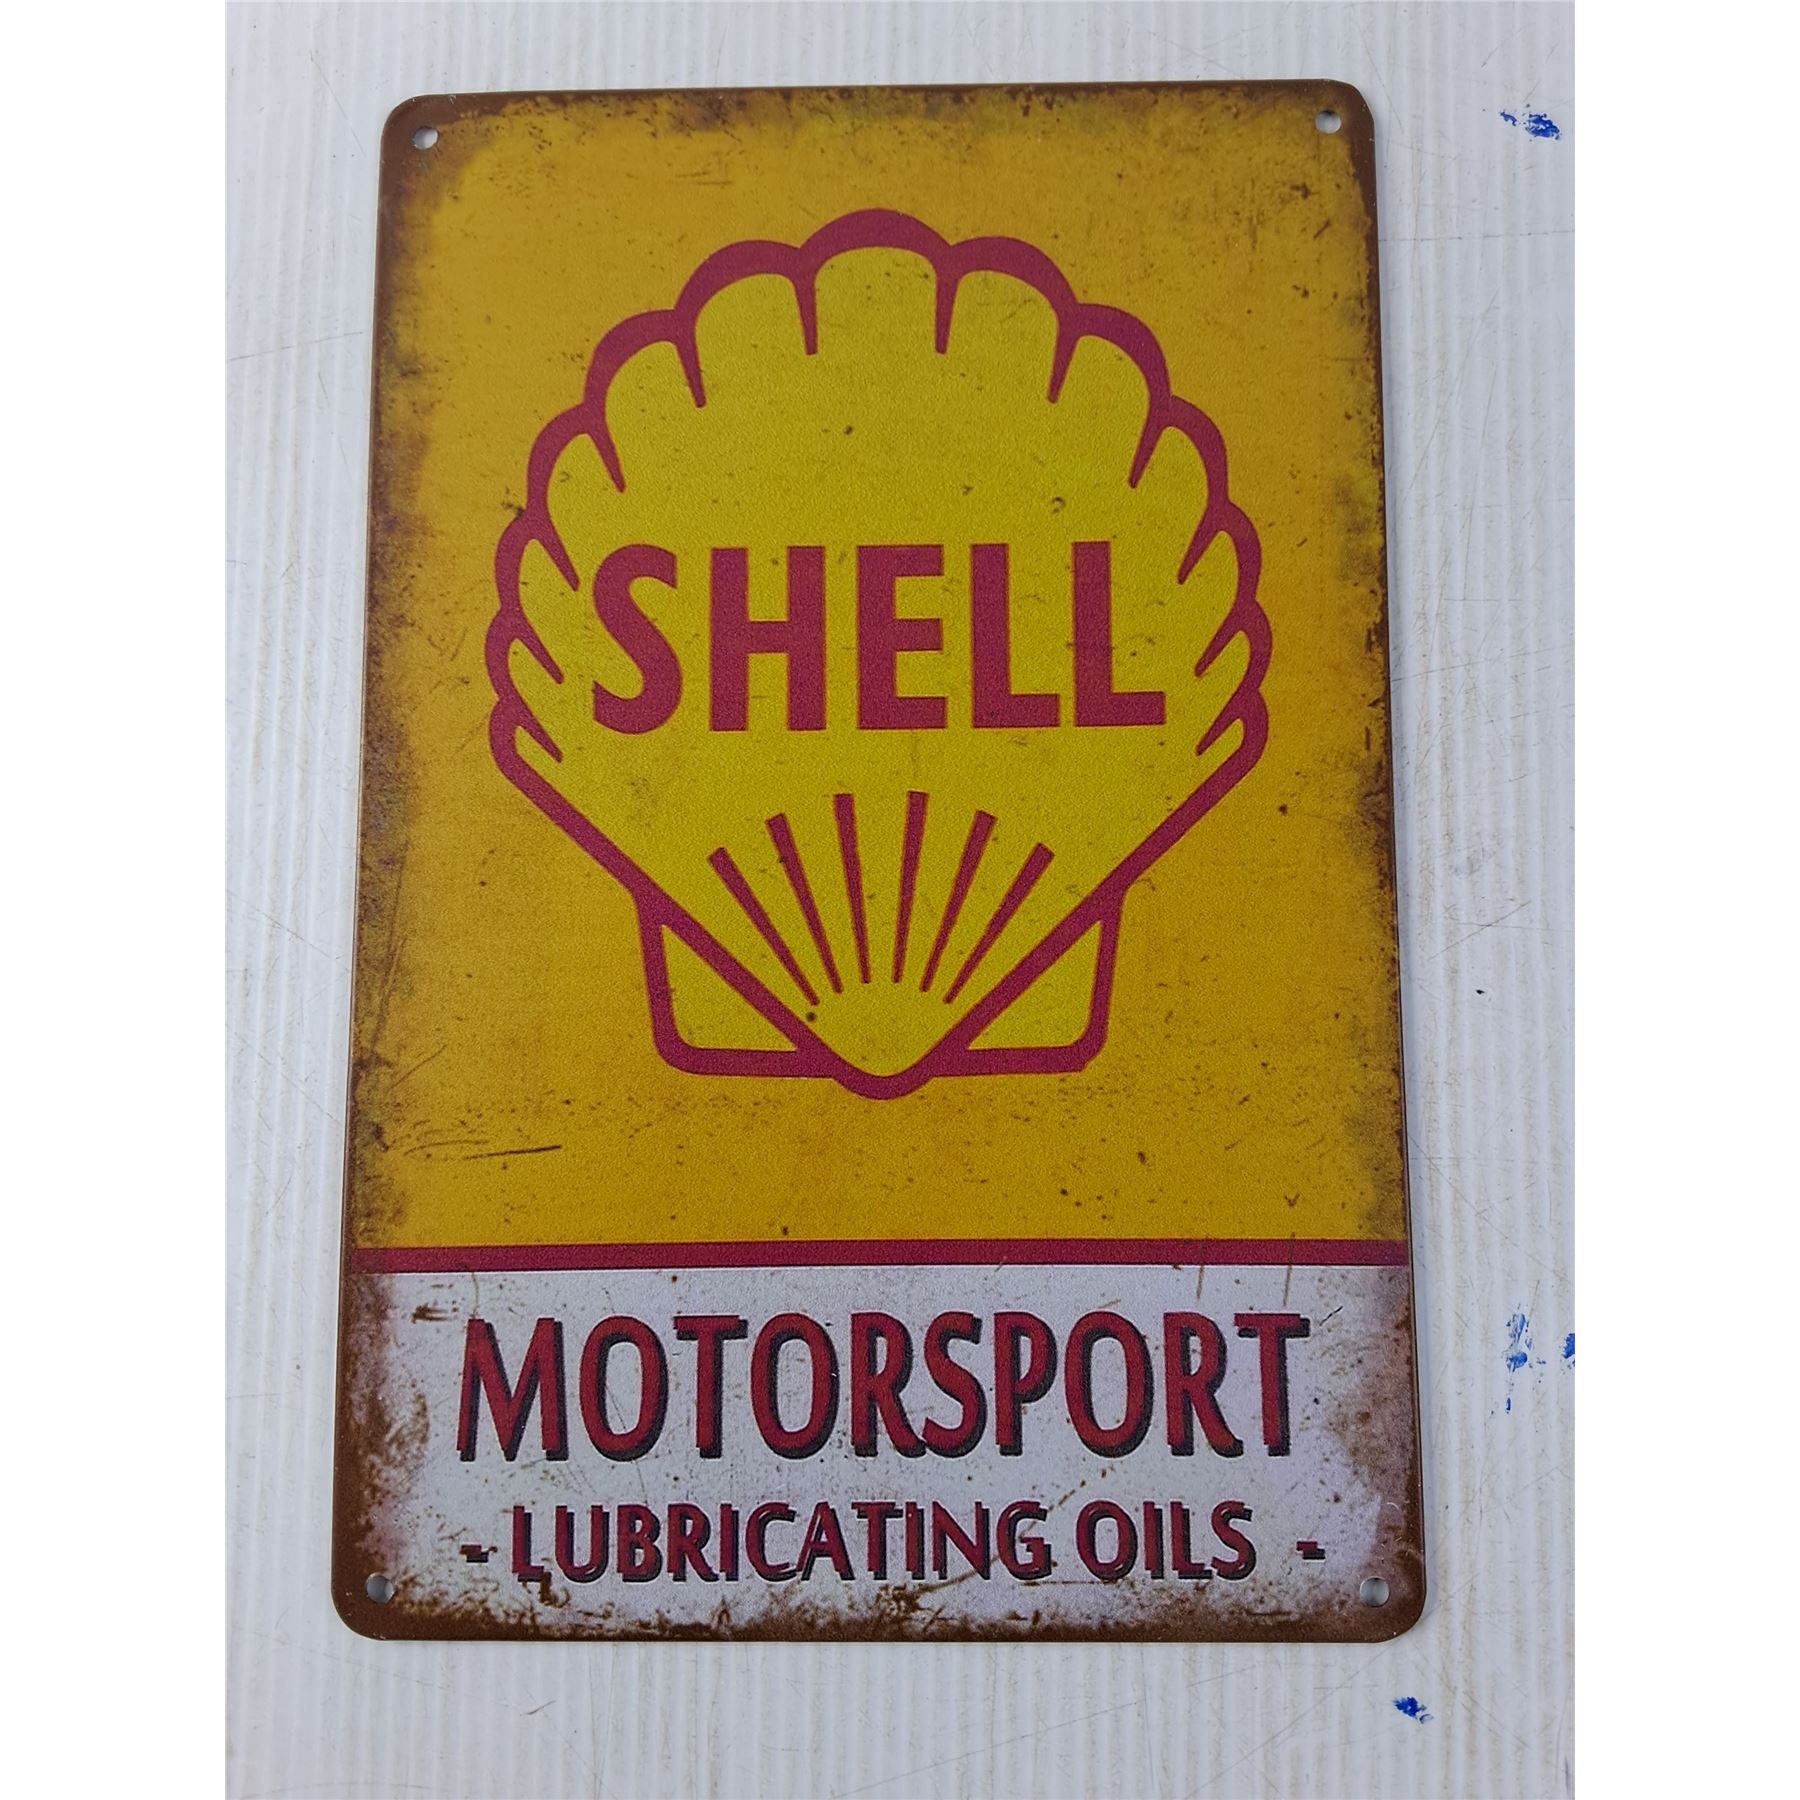 SHELL
MOTORSPORT
- LUBRICATING OILS -